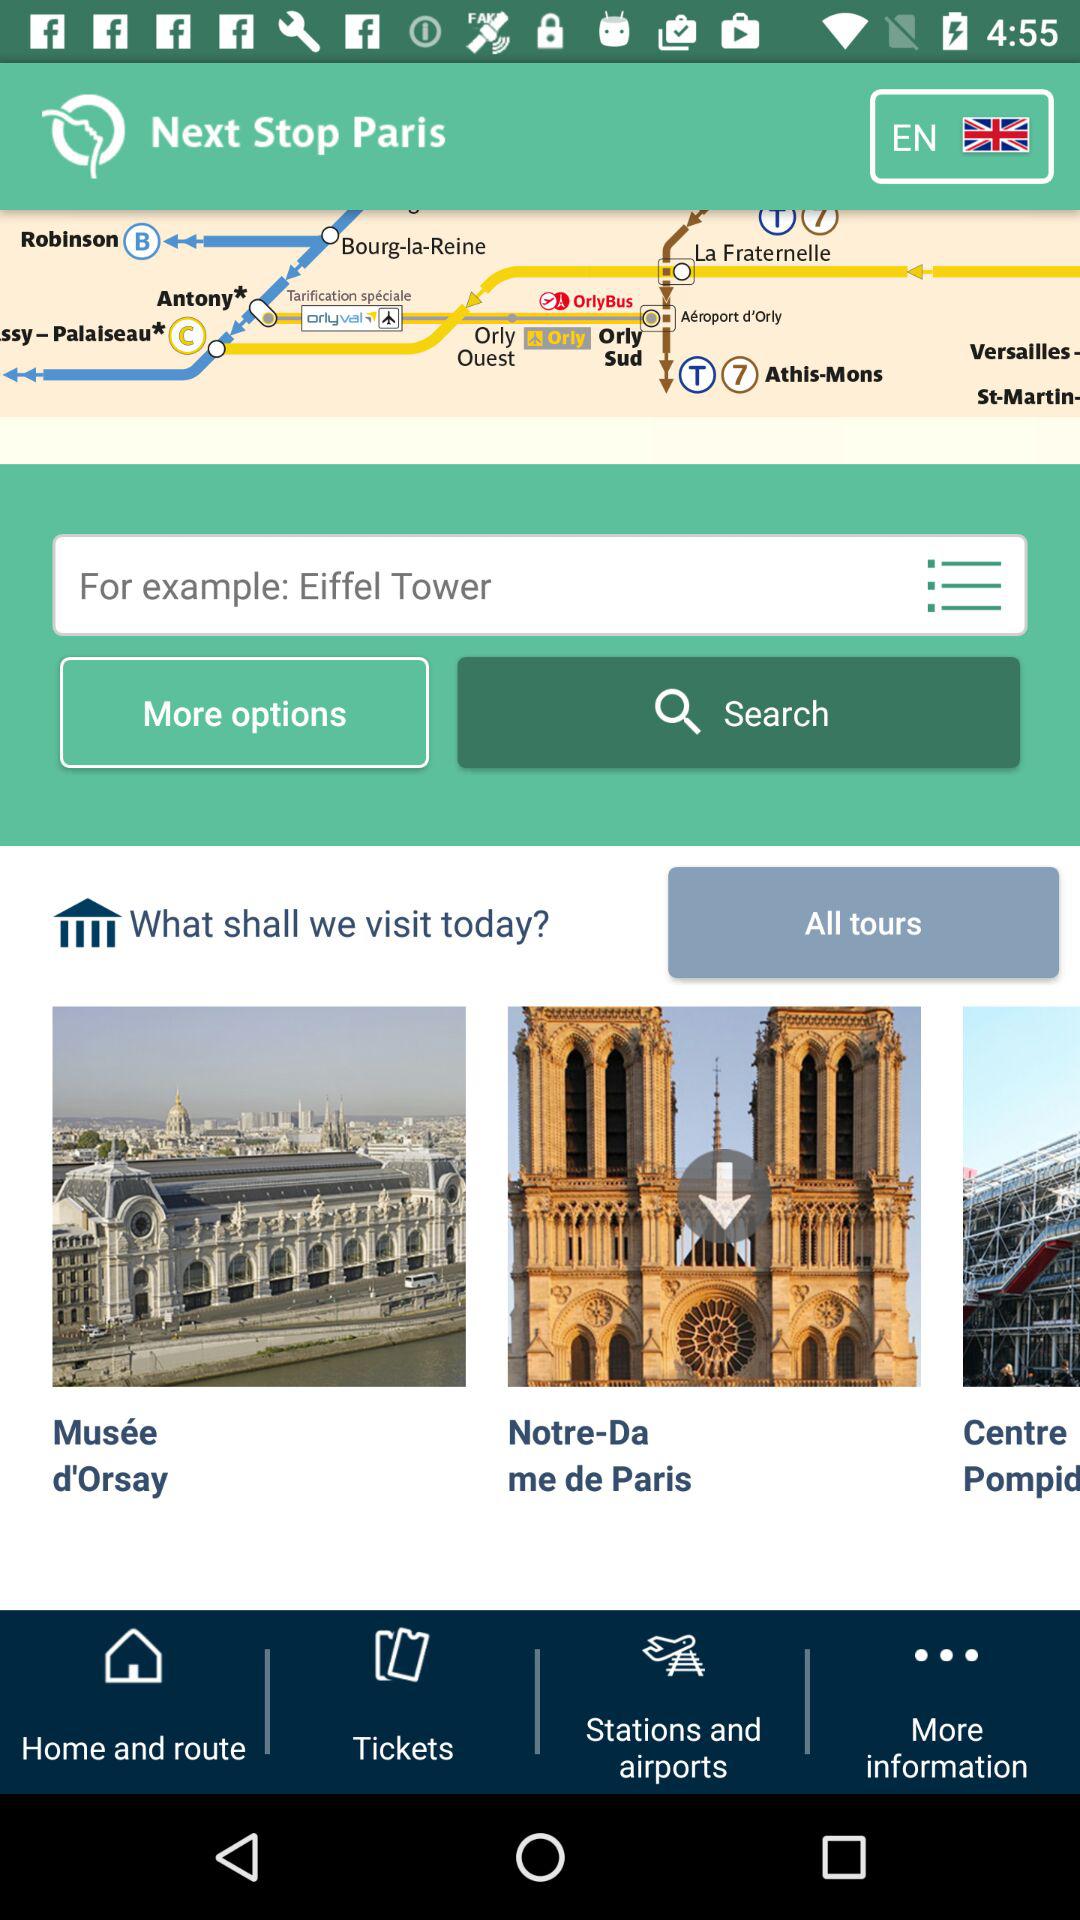 FAKE
4:55
Next Stop Paris
EN
T 7
Robinson B
Bourg-la-Reine
La Fraternelle
Antony*
Tarification spéciale
OrlyBus
orlyval
Aéroport d'Orly
ssy – Palaiseau* C
Orly Ouest
Orly
Orly Sud
Versailles -
T 7 Athis-Mons
St-Martin-
For example: Eiffel Tower
More options
Search
What shall we visit today?
All tours
Musée
d'Orsay
Notre-Da
me de Paris
Centre
Pompid
Home and route
Tickets
Stations and
airports
More
information